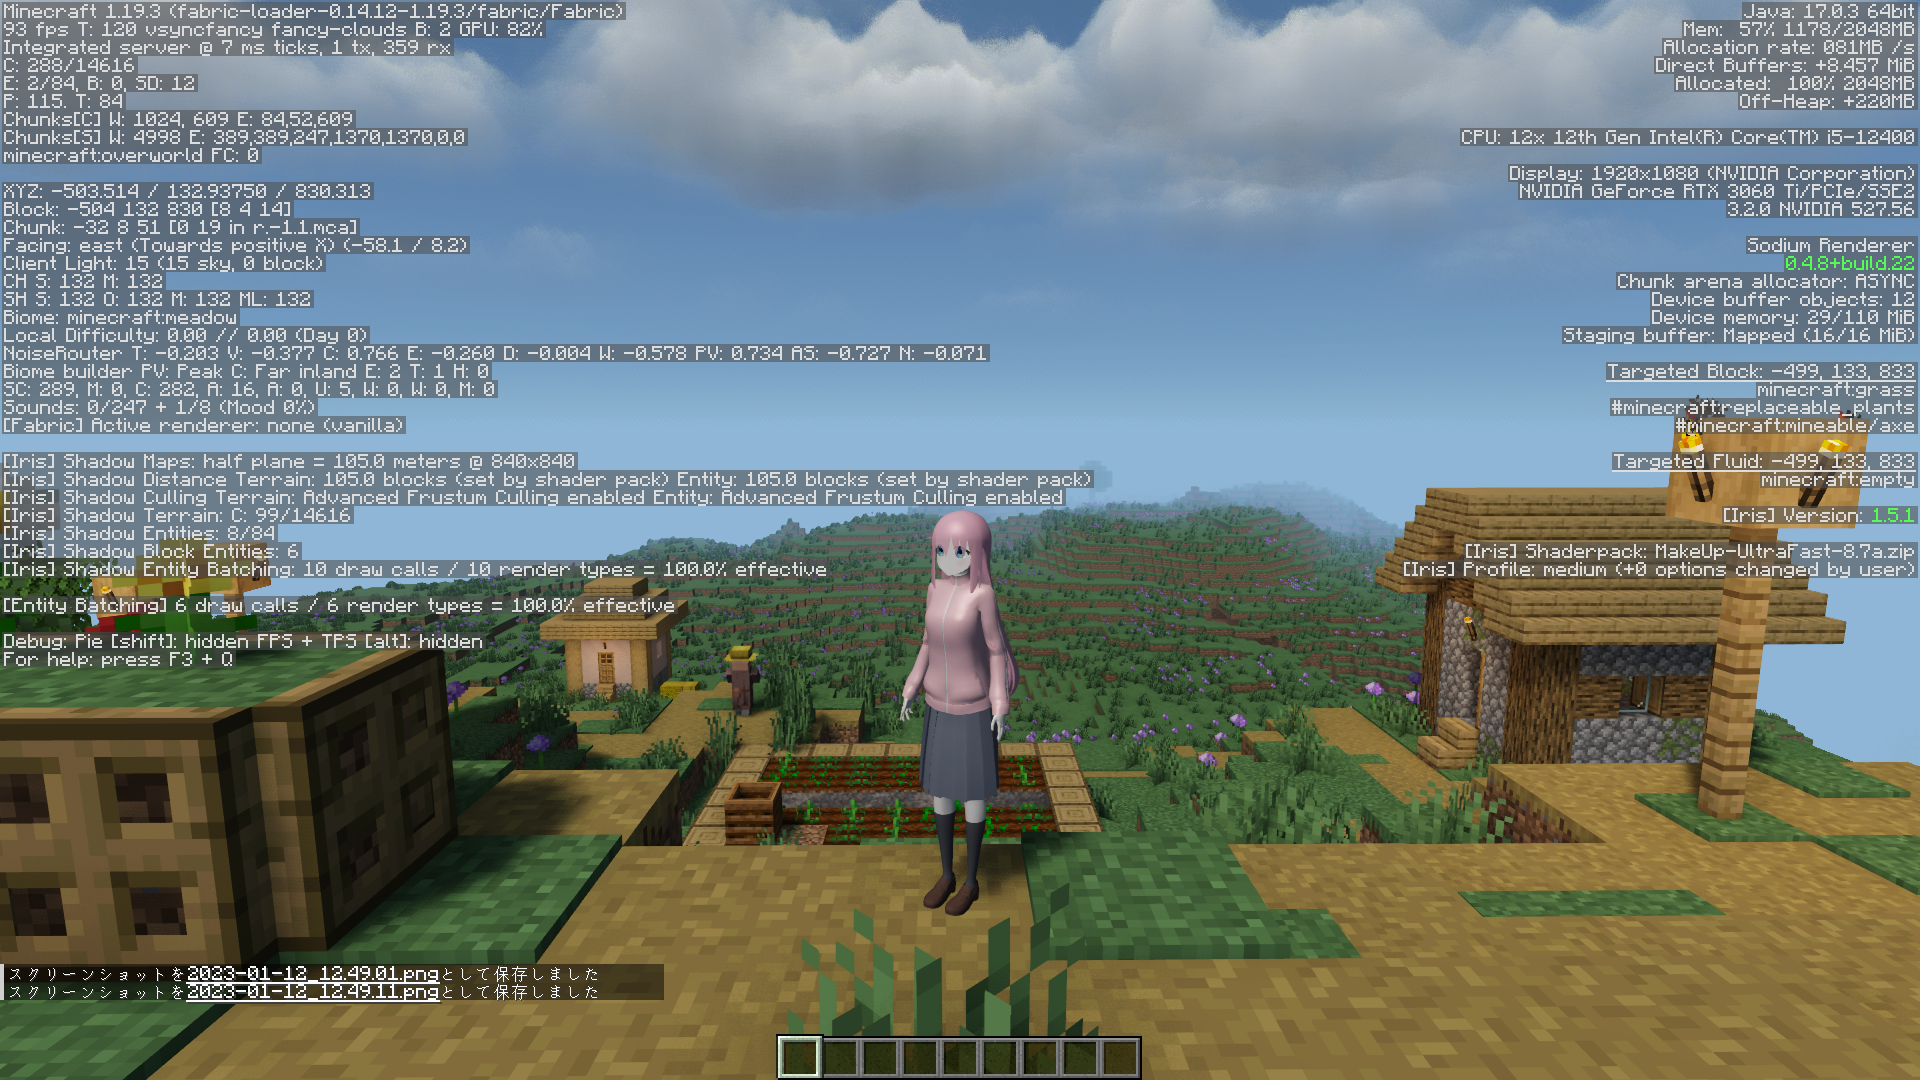 Minecraft 1.19.3 (fabric-loader-0.14.12-1.19.3/fabric/Fabric)
93 fps T: 120 vsyncfancy fancy-clouds B: 2 GPU: 82%
Integrated server @ 7 ms ticks, 1 tx, 359 rx
C: 288/14616
E: 2/84, B: 0, SD: 12
P: 115. T: 84
Chunks[C] W: 1024, 609 E: 84,52,609
Chunks[S] W: 4998 E: 389,389,247,1370,1370,0,0
minecraft:overworld FC: 0
XYZ: -503.514 / 132.93750 / 830.313
Block: -504 132 830 [8 4 14]
Chunk: -32 8 51 [0 19 in r.-1.1.mca]
Facing: east (Towards positive X) (-58.1 / 8.2)
Client Light: 15 (15 sky, 0 block)
CH S: 132 M: 132
SH S: 132 O: 132 M: 132 ML: 132
Biome: minecraft:meadow
Local Difficulty: 0.00 // 0.00 (Day 0)
NoiseRouter T: -0.203 V: -0.377 C: 0.766 E: -0.260 D: -0.004 W: -0.578 PV: 0.734 AS: -0.727 N: -0.071
Biome builder PV: Peak C: Far inland E: 2 T: 1 H: 0
SC: 289, M: 0, C: 282, A: 16, A: 0, U: 5, W: 0, W: 0, M: 0
Sounds: 0/247 + 1/8 (Mood 0%)
[Fabric] Active renderer: none (vanilla)
[Iris] Shadow Maps: half plane = 105.0 meters @ 840x840
[Iris] Shadow Distance Terrain: 105.0 blocks (set by shader pack) Entity: 105.0 blocks (set by shader pack)
[Iris] Shadow Culling Terrain: Advanced Frustum Culling enabled Entity: Advanced Frustum Culling enabled
[Iris] Shadow Terrain: C: 99/14616
[Iris] Shadow Entities: 8/84
[Iris] Shadow Block Entities: 6
[Iris] Shadow Entity Batching: 10 draw calls / 10 render types = 100.0% effective
[Entity Batching] 6 draw calls / 6 render types = 100.0% effective
Debug: Pie [shift]: hidden FPS + TPS [alt]: hidden
For help: press F3 + Q
Java: 17.0.3 64bit
Mem: 57% 1178/2048MB
Allocation rate: 081MB /s
Direct Buffers: +8.457 MiB
Allocated: 100% 2048MB
Off-Heap: +220MB
CPU: 12x 12th Gen Intel(R) Core(TM) i5-12400
Display: 1920x1080 (NVIDIA Corporation)
NVIDIA GeForce RTX 3060 Ti/PCIe/SSE2
3.2.0 NVIDIA 527.56
Sodium Renderer
0.4.8+build.22
Chunk arena allocator: ASYNC
Device buffer objects: 12
Device memory: 29/110 MiB
Staging buffer: Mapped (16/16 MiB)
Targeted Block: -499, 133, 833
minecraft:grass
#minecraft:replaceable_plants
#minecraft:mineable/axe
Targeted Fluid: -499, 133, 833
minecraft:empty
[Iris] Version: 1.5.1
[Iris] Shaderpack: MakeUp-UltraFast-8.7a.zip
[Iris] Profile: medium (+0 options changed by user)
スクリーンショットを2023-01-12_12.49.01.pngとして保存しました
スクリーンショットを2023-01-12_12.49.11.pngとして保存しました